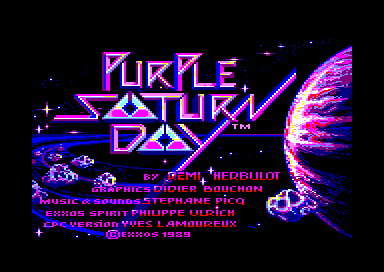 PURPLE
SATURN
DAY™
BY REMI HERBULOT
GRAPHICS DIDIER BOUCHON
MUSIC & SOUNDS STEPHANE PICQ
EXXOS SPIRIT PHILIPPE ULRICH
CPC VERSION YVES LAMOUREUX
© EXXOS 1989